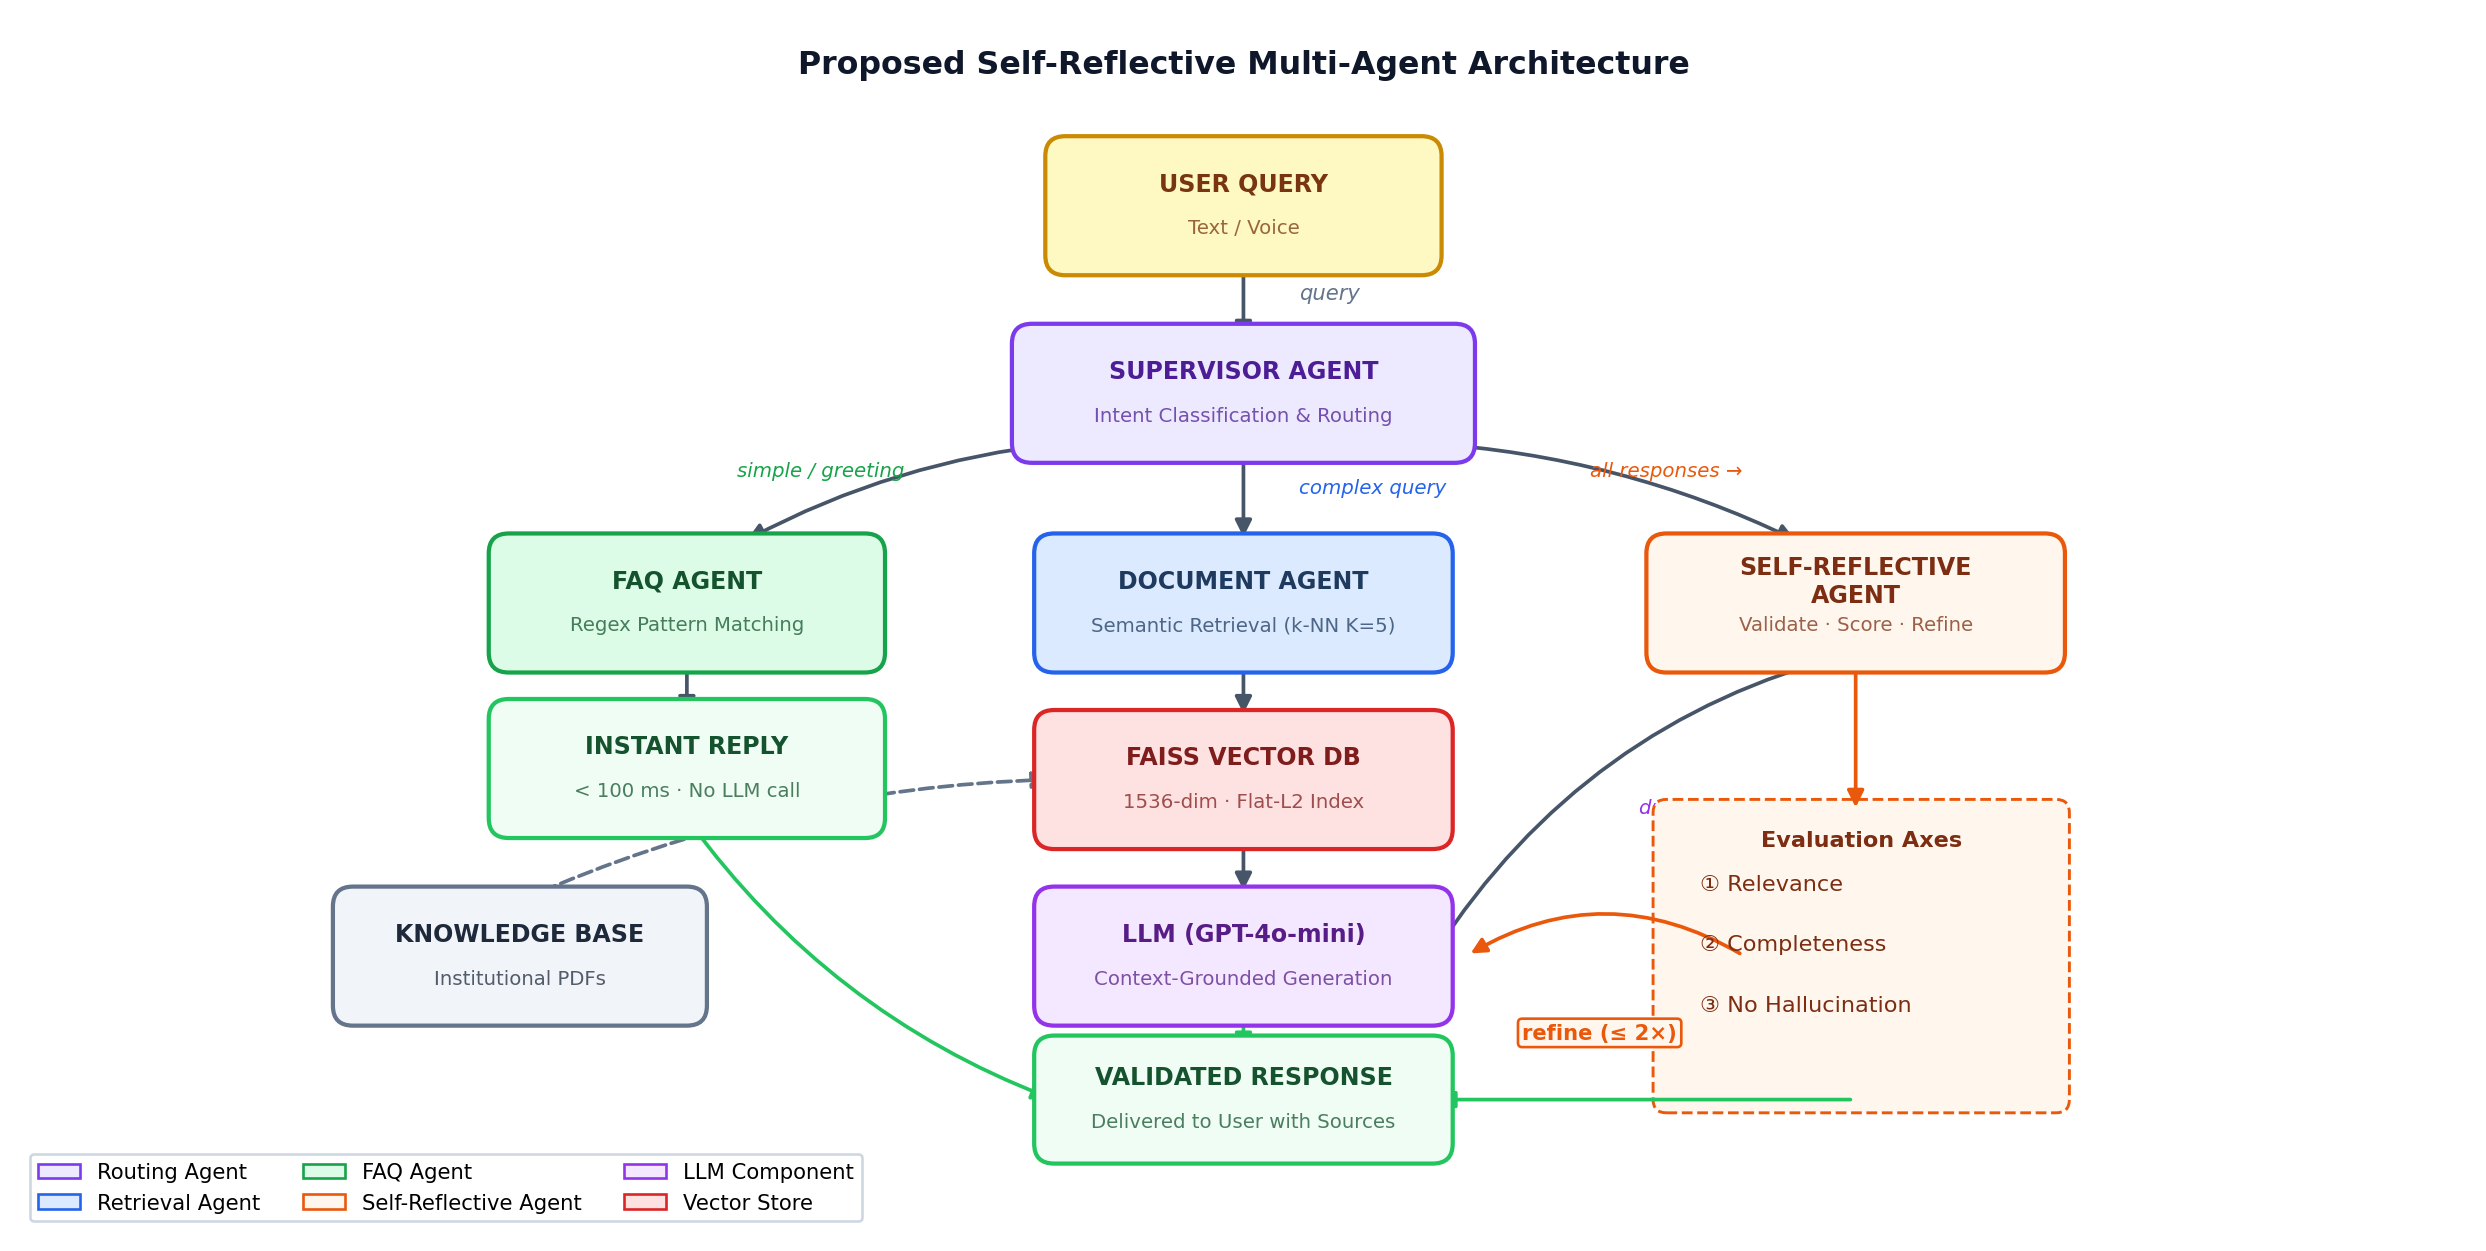 Proposed Self-Reflective Multi-Agent Architecture
USER QUERY
Text / Voice
query
SUPERVISOR AGENT
Intent Classification & Routing
simple / greeting
complex query
all responses →
FAQ AGENT
Regex Pattern Matching
DOCUMENT AGENT
Semantic Retrieval (k-NN K=5)
SELF-REFLECTIVE
AGENT
Validate · Score · Refine
INSTANT REPLY
< 100 ms · No LLM call
FAISS VECTOR DB
1536-dim · Flat-L2 Index
Evaluation Axes
① Relevance
② Completeness
③ No Hallucination
KNOWLEDGE BASE
Institutional PDFs
LLM (GPT-4o-mini)
Context-Grounded Generation
refine (≤ 2×)
VALIDATED RESPONSE
Delivered to User with Sources
Routing Agent
FAQ Agent
LLM Component
Retrieval Agent
Self-Reflective Agent
Vector Store